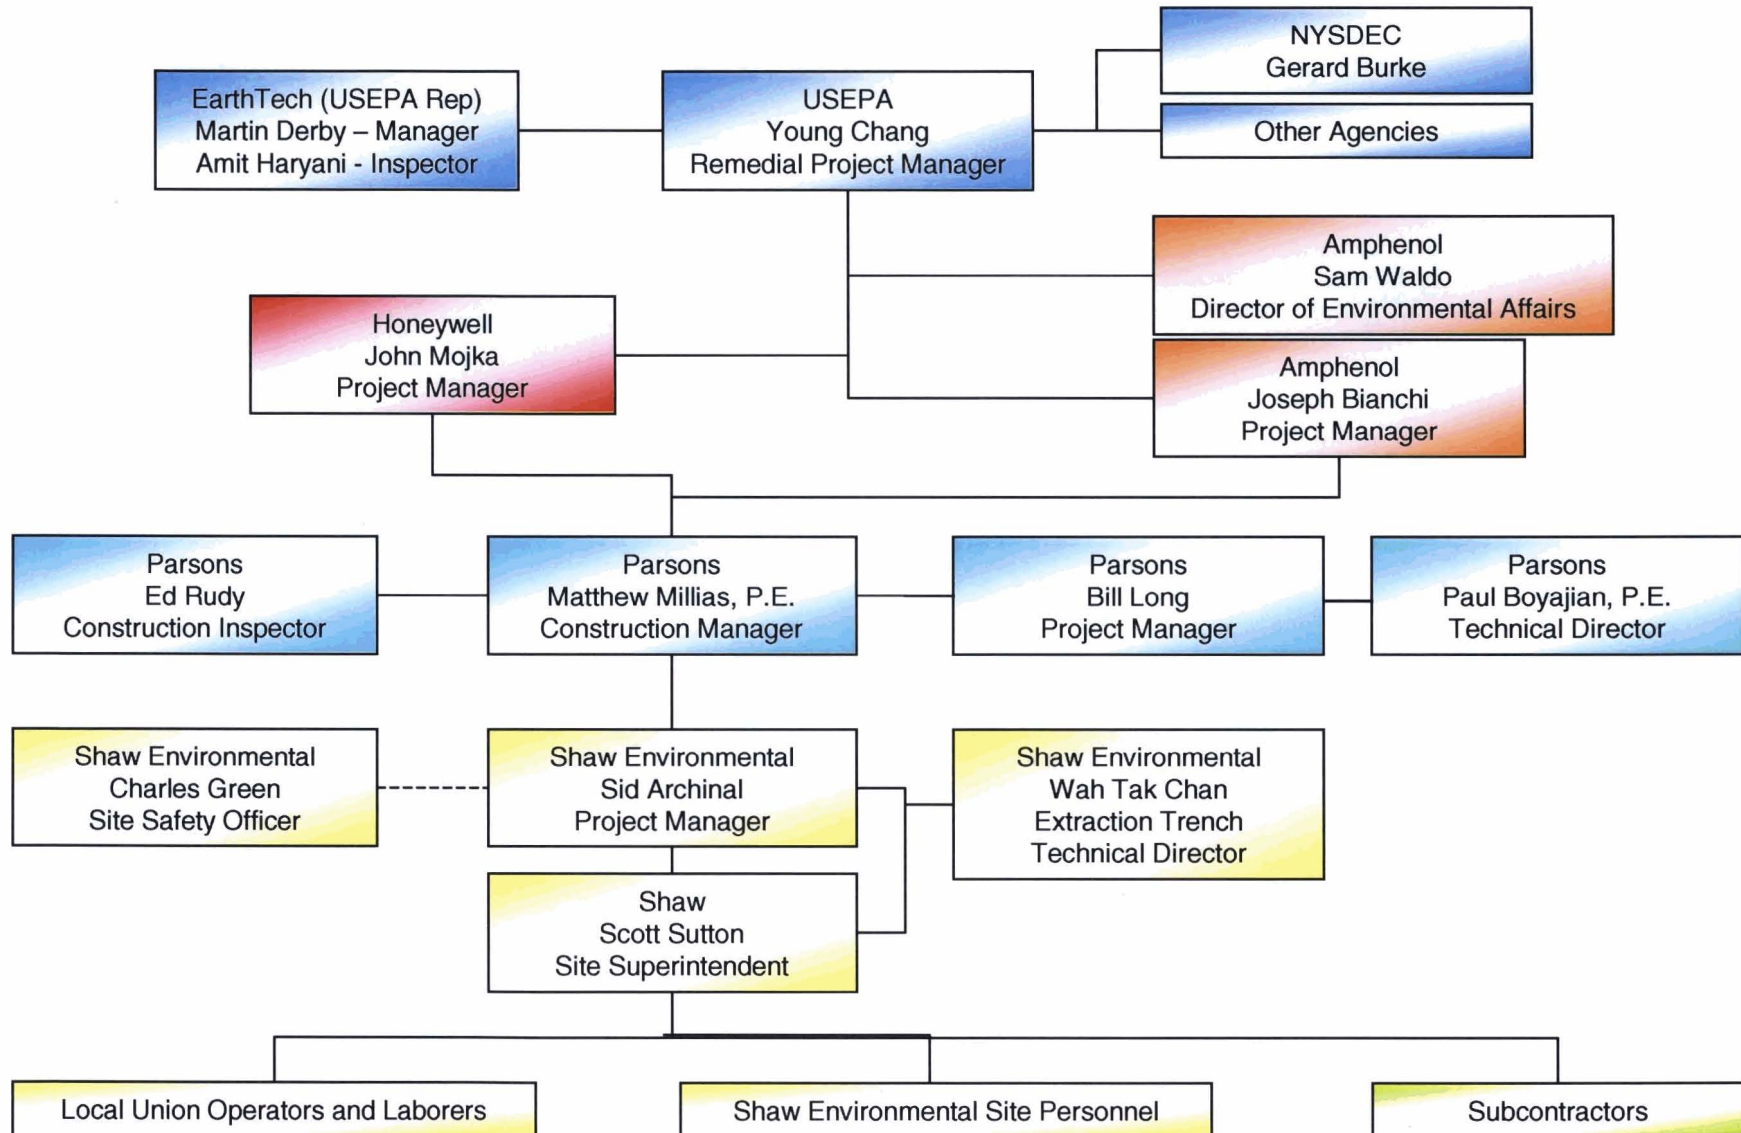 NYSDEC
Gerard Burke
EarthTech (USEPA Rep)
Martin Derby – Manager
Amit Haryani - Inspector
USEPA
Young Chang
Remedial Project Manager
Other Agencies
Amphenol
Sam Waldo
Director of Environmental Affairs
Honeywell
John Mojka
Project Manager
Amphenol
Joseph Bianchi
Project Manager
Parsons
Ed Rudy
Construction Inspector
Parsons
Matthew Millias, P.E.
Construction Manager
Parsons
Bill Long
Project Manager
Parsons
Paul Boyajian, P.E.
Technical Director
Shaw Environmental
Charles Green
Site Safety Officer
Shaw Environmental
Sid Archinal
Project Manager
Shaw Environmental
Wah Tak Chan
Extraction Trench
Technical Director
Shaw
Scott Sutton
Site Superintendent
Local Union Operators and Laborers
Shaw Environmental Site Personnel
Subcontractors